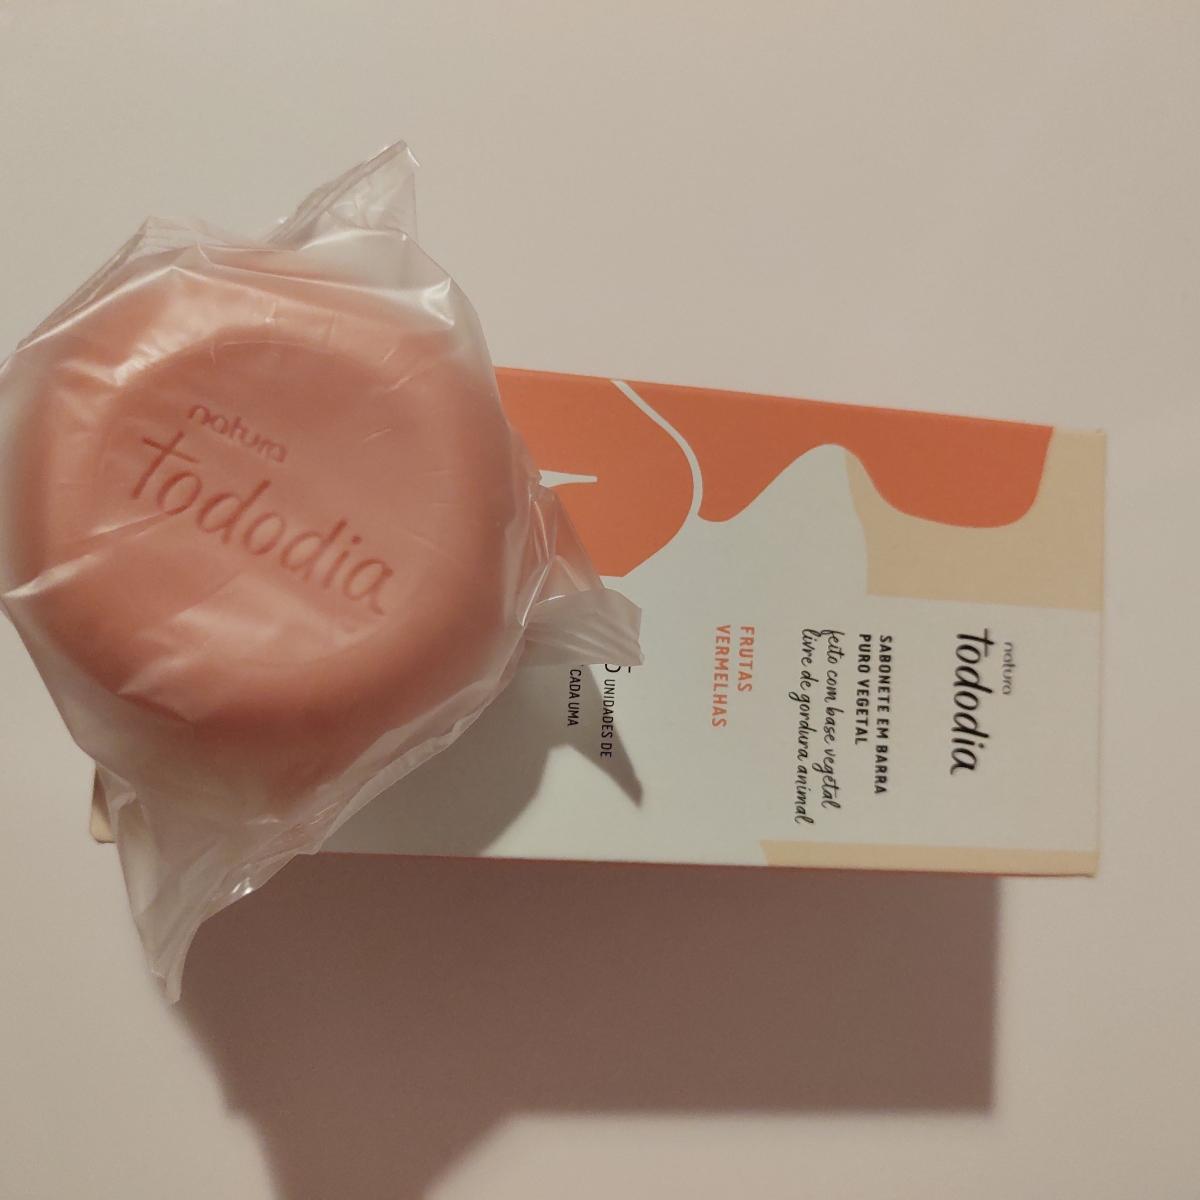 natura
tododia
natura
tododia
SABONETE EM BARRA
PURO VEGETAL
feito com base vegetal
livre de gordura animal
FRUTAS
VERMELHAS
5 UNIDADES DE
CADA UMA